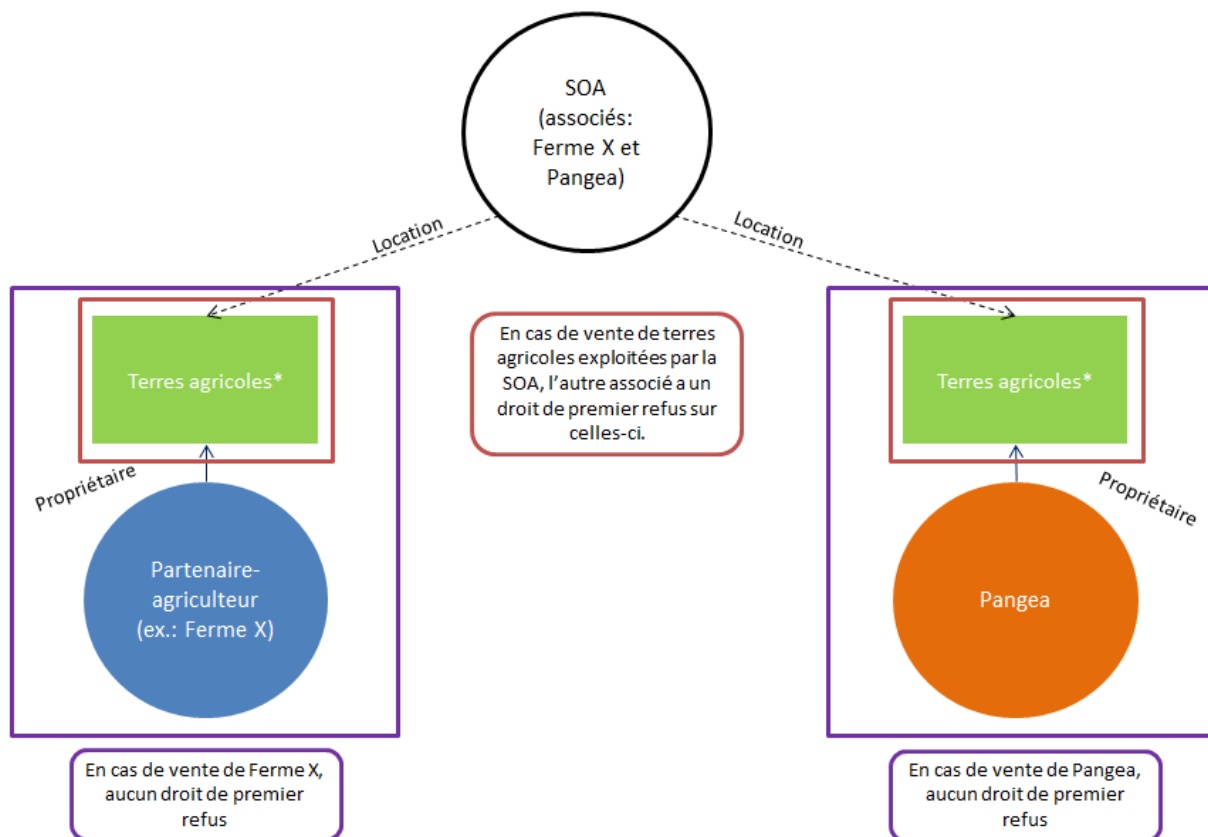 SOA
(associés:
Ferme X et
Pangea)
Location
Location
Terres agricoles*
En cas de vente de terres
agricoles exploitées par la
SOA, l'autre associé a un
droit de premier refus sur
celles-ci.
Terres agricoles*
Propriétaire
Propriétaire
Partenaire-
agriculteur
(ex.: Ferme X)
Pangea
En cas de vente de Ferme X,
aucun droit de premier
refus
En cas de vente de Pangea,
aucun droit de premier
refus